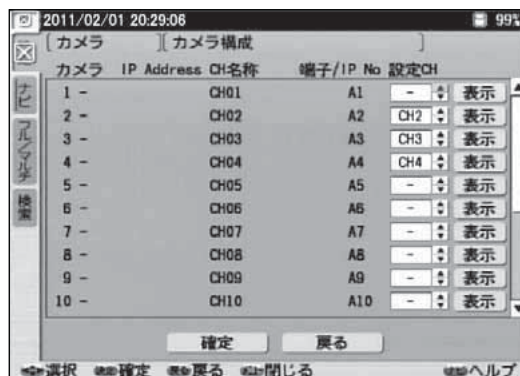 2011/02/01 20:29:06 99%
カメラ カメラ構成
カメラ IP Address CH名称 端子/IP No 設定CH
1 - CH01 A1 - 表示
2 - CH02 A2 CH2 表示
3 - CH03 A3 CH3 表示
4 - CH04 A4 CH4 表示
5 - CH05 A5 - 表示
6 - CH06 A6 - 表示
7 - CH07 A7 - 表示
8 - CH08 A8 - 表示
9 - CH09 A9 - 表示
10 - CH10 A10 - 表示
ナビ
フル/マルチ
検索
確定 戻る
選択 確定 戻る 閉じる ヘルプ